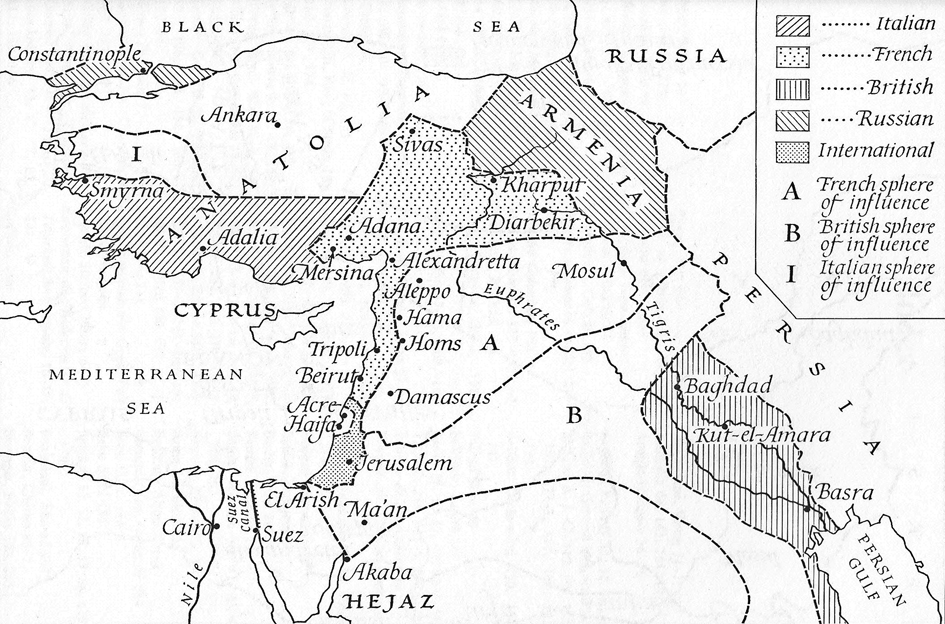 BLACK SEA
Constantinople
RUSSIA
Ankara
ANATOLIA
ARMENIA
Sivas
I
Smyrna
Kharput
Diarbekir
Adalia
Adana
Mersina
Alexandretta
Mosul
Aleppo
Euphrates
PERSIA
CYPRUS
Hama
Tigris
Homs
A
Tripoli
MEDITERRANEAN
SEA
Beirut
Damascus
Baghdad
Acre
Haifa
B
Kut-el-Amara
Jerusalem
El Arish
Ma'an
Basra
Suez
canal
Cairo
Suez
Akaba
Nile
HEJAZ
PERSIAN
GULF
Italian
French
British
Russian
International
A French sphere
of influence
B British sphere
of influence
I Italian sphere
of influence